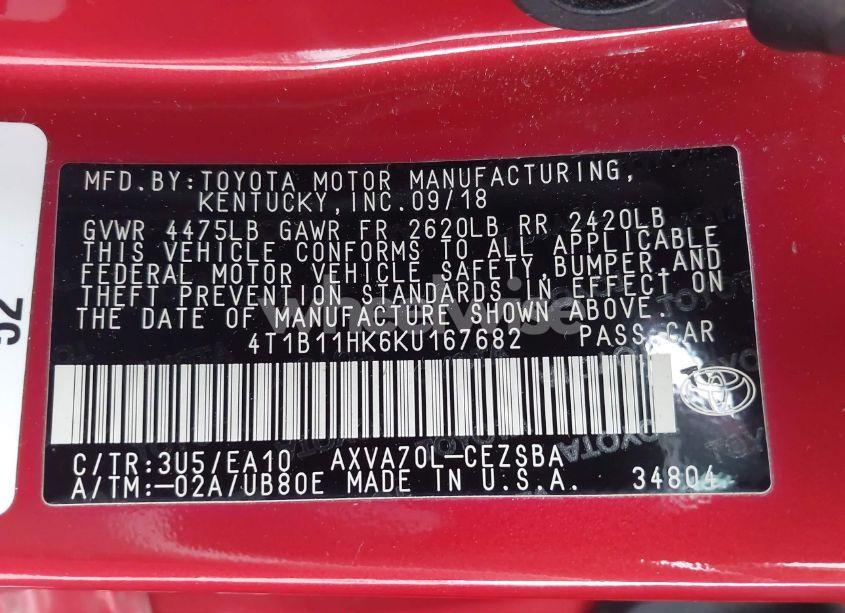 MFD.BY:TOYOTA MOTOR MANUFACTURING,
KENTUCKY,INC.09/18
GVWR 4475LB GAWR FR 2620LB RR 2420LB
THIS VEHICLE CONFORMS TO ALL APPLICABLE
FEDERAL MOTOR VEHICLE SAFETY,BUMPER,AND
THEFT PREVENTION STANDARDS IN EFFECT ON
THE DATE OF MANUFACTURE SHOWN ABOVE.
4T1B11HK6KU167682 PASS.CAR
C/TR:3U5/EA10 AXVA70L-CEZSBA
A/TM:-02A/UB80E MADE IN U.S.A. 34804
52